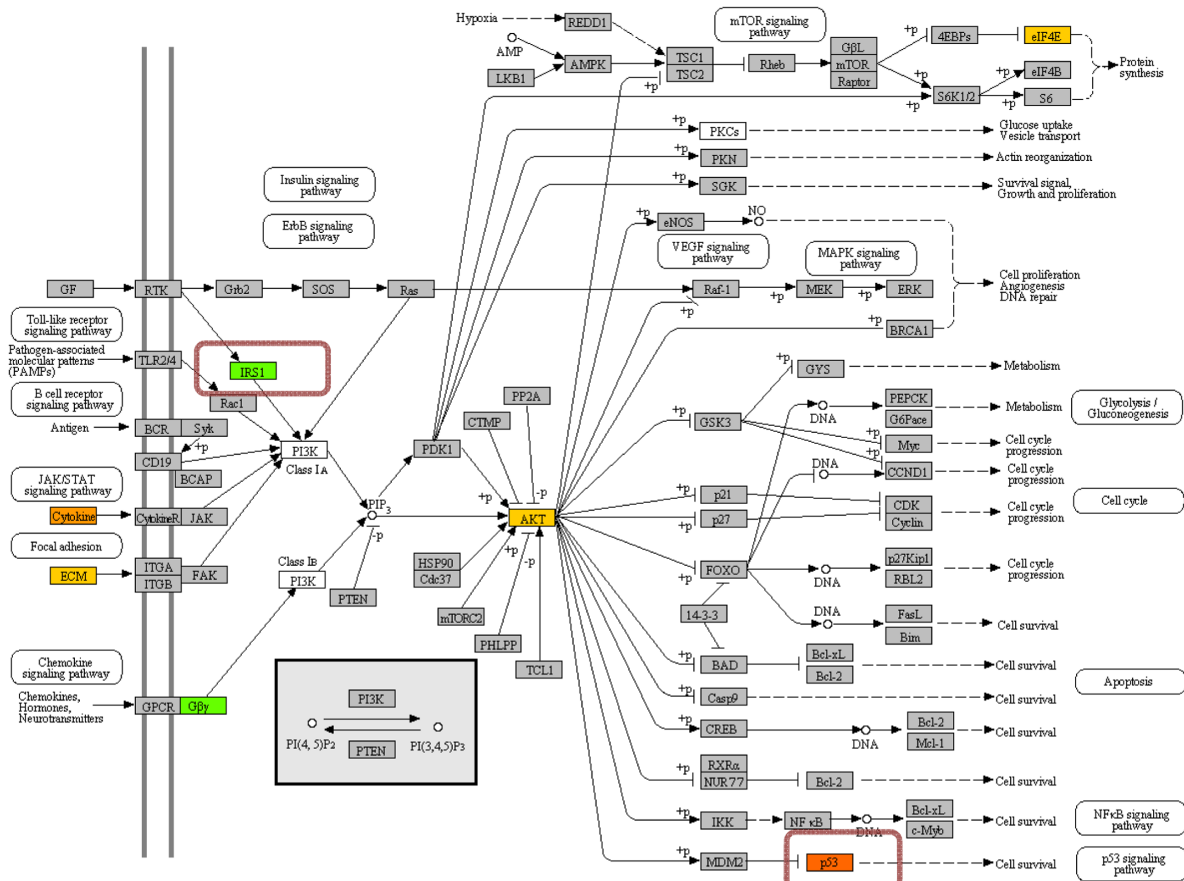 Hypoxia
REDD1
mTOR signaling
pathway
AMP
LKB1
AMPK
TSC1
TSC2
+p
Rheb
GβL
mTOR
Raptor
+p
4EBPs
eIF4E
+p
S6K1/2
+p
+p
eIF4B
+p
S6
Protein
synthesis
+p
PKCs
Glucose uptake
Vesicle transport
+p
PKN
Actin reorganization
+p
SGK
Survival signal,
Growth and proliferation
Insulin signaling
pathway
ErbB signaling
pathway
+p
eNOS
NO
VEGF signaling
pathway
MAPK signaling
pathway
GF
RTK
Grb2
SOS
Ras
Raf-1
+p
+p
MEK
+p
ERK
Cell proliferation
Angiogenesis
DNA repair
+p
BRCA1
Toll-like receptor
signaling pathway
Pathogen-associated
molecular patterns
(PAMPs)
TLR2/4
IRS1
Rac1
B cell receptor
signaling pathway
Antigen
BCR
Syk
+p
CD19
BCAP
PI3K
Class IA
JAK/STAT
signaling pathway
Cytokine
CytokineR
JAK
Focal adhesion
ECM
ITGA
ITGB
FAK
Class IB
PI3K
PIP3
-p
PTEN
PDK1
CTMP
PP2A
+p
-p
AKT
+p
-p
HSP90
Cdc37
mTORC2
PHLPP
TCL1
Chemokine
signaling pathway
Chemokines,
Hormones,
Neurotransmitters
GPCR
Gβγ
PI3K
PI(4, 5)P2
PI(3,4,5)P3
PTEN
+p
GSK3
+p
GYS
Metabolism
DNA
PEPCK
G6Pace
Metabolism
Glycolysis /
Gluconeogenesis
+p
Myc
Cell cycle
progression
+p
DNA
CCND1
Cell cycle
progression
+p
p21
+p
p27
CDK
Cyclin
Cell cycle
progression
Cell cycle
+p
FOXO
DNA
p27Kip1
RBL2
Cell cycle
progression
14-3-3
DNA
FasL
Bim
Cell survival
+p
BAD
Bcl-xL
Bcl-2
Cell survival
Apoptosis
+p
Casp9
Cell survival
+p
CREB
DNA
Bcl-2
Mcl-1
Cell survival
+p
RXRα
NUR77
Bcl-2
Cell survival
+p
IKK
NFκB
DNA
Bcl-xL
c-Myb
Cell survival
NFκB signaling
pathway
+p
MDM2
p53
Cell survival
p53 signaling
pathway